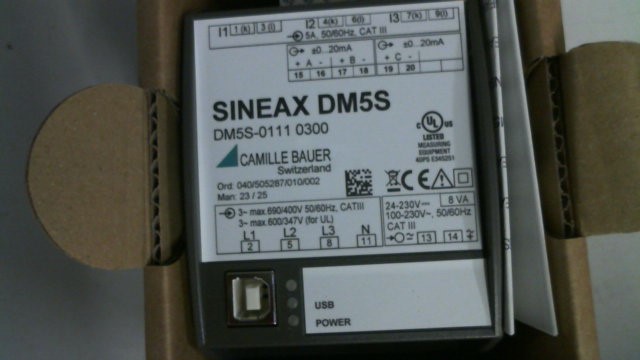 I1 1(k) 3(l) I2 4(k) 6(l) I3 7(k) 9(l)
5A, 50/60Hz, CAT III
±0...20mA ±0...20mA
+ A - + B - + C -
15 16 17 18 19 20
SINEAX DM5S
DM5S-0111 0300
CAMILLE BAUER
Switzerland
Ord: 040/505287/010/002
Man: 23 / 25
C UL US
LISTED
MEASURING
EQUIPMENT
CE
3~ max.690/400V 50/60Hz, CATIII
3~ max.600/347V (for UL)
L1 L2 L3 N
2 5 8 11
24-230V 8 VA
100-230V~, 50/60Hz
CAT III
13 14
USB
POWER